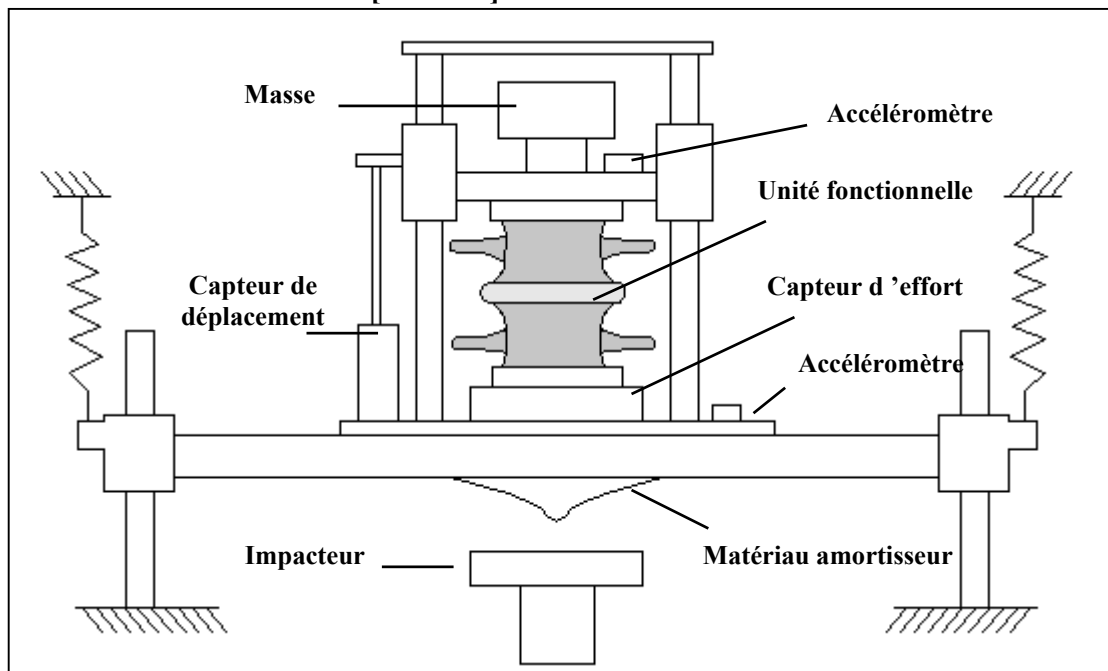 Masse
Accéléromètre
Unité fonctionnelle
Capteur de
déplacement
Capteur d ’effort
Accéléromètre
Impacteur
Matériau amortisseur